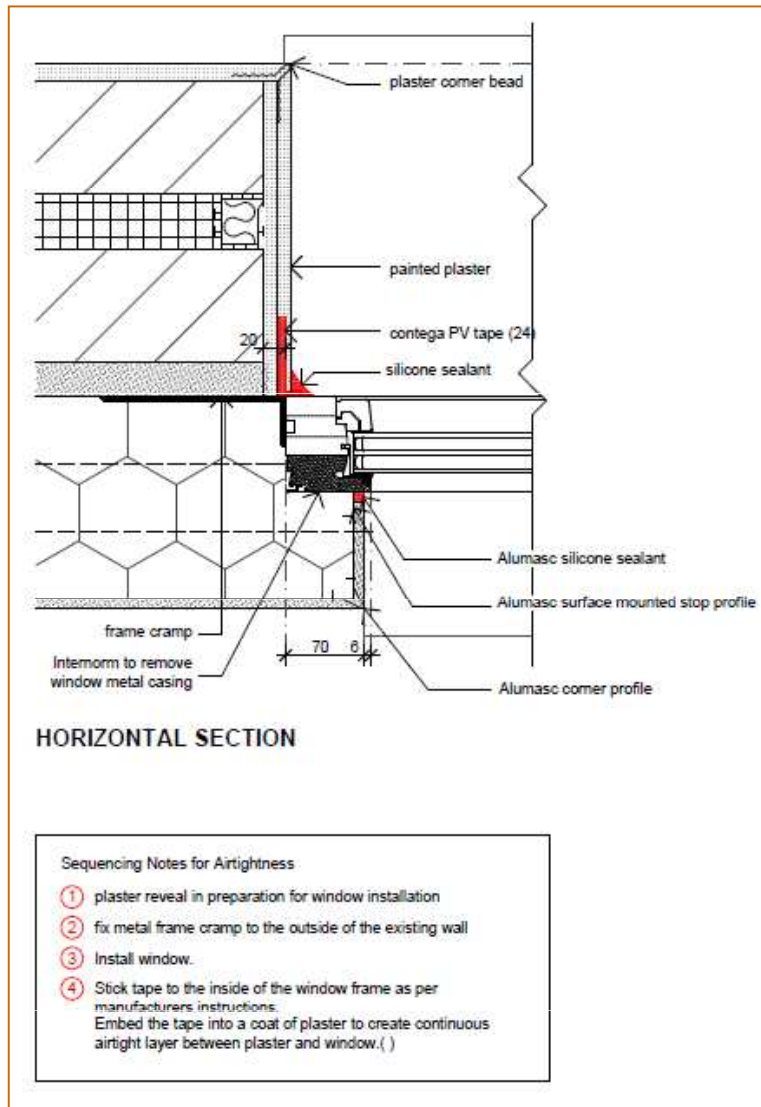 plaster corner bead
painted plaster
20
contega PV tape (24)
silicone sealant
Alumasc silicone sealant
Alumasc surface mounted stop profile
frame cramp
70 6
Internorm to remove
window metal casing
Alumasc corner profile
HORIZONTAL SECTION
Sequencing Notes for Airtightness
1 plaster reveal in preparation for window installation
2 fix metal frame cramp to the outside of the existing wall
3 Install window.
4 Stick tape to the inside of the window frame as per
manufacturers instructions.
Embed the tape into a coat of plaster to create continuous
airtight layer between plaster and window.( )